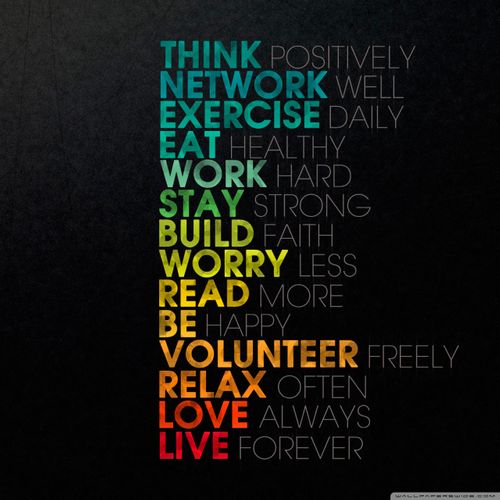 THINK POSITIVELY
NETWORK WELL
EXERCISE DAILY
EAT HEALTHY
WORK HARD
STAY STRONG
BUILD FAITH
WORRY LESS
READ MORE
BE HAPPY
VOLUNTEER FREELY
RELAX OFTEN
LOVE ALWAYS
LIVE FOREVER
WALLPAPERSWIDE.COM